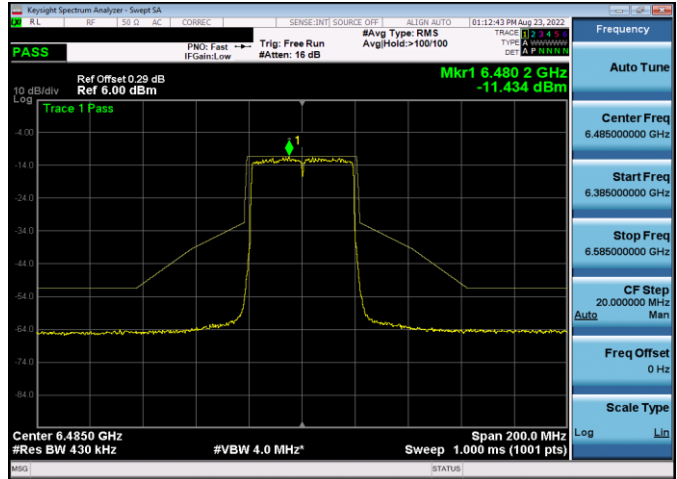 Keysight Spectrum Analyzer - Swept SA
RL RF 50 Ω AC CORREC SENSE:INT SOURCE OFF ALIGN AUTO 01:12:43 PM Aug 23, 2022
PASS
PNO: Fast
IFGain:Low
Trig: Free Run
#Atten: 16 dB
#Avg Type: RMS
Avg|Hold:>100/100
TRACE 1 2 3 4 5 6
TYPE A WWWWW
DET A P N N N N
Ref Offset 0.29 dB
10 dB/div Ref 6.00 dBm
Mkr1 6.480 2 GHz
-11.434 dBm
Log
Trace 1 Pass
1
-4.00
-14.0
-24.0
-34.0
-44.0
-54.0
-64.0
-74.0
-84.0
Center 6.4850 GHz Span 200.0 MHz
#Res BW 430 kHz #VBW 4.0 MHz* Sweep 1.000 ms (1001 pts)
MSG STATUS
Frequency
Auto Tune
Center Freq
6.485000000 GHz
Start Freq
6.385000000 GHz
Stop Freq
6.585000000 GHz
CF Step
20.000000 MHz
Auto Man
Freq Offset
0 Hz
Scale Type
Log Lin